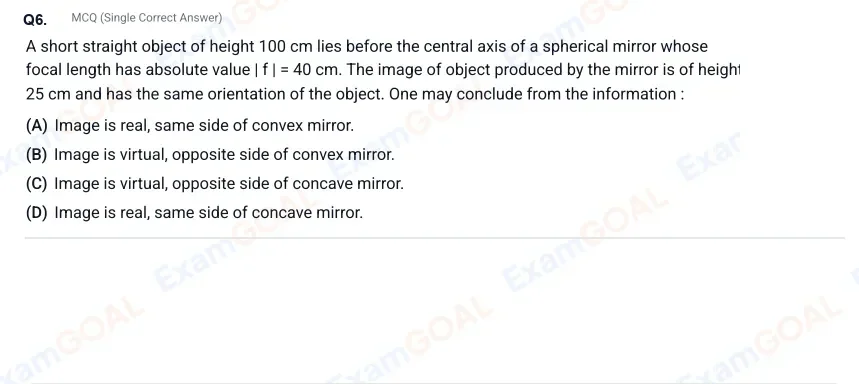 Q6. MCQ (Single Correct Answer)
A short straight object of height 100 cm lies before the central axis of a spherical mirror whose
focal length has absolute value | f | = 40 cm. The image of object produced by the mirror is of height
25 cm and has the same orientation of the object. One may conclude from the information :
(A) Image is real, same side of convex mirror.
(B) Image is virtual, opposite side of convex mirror.
(C) Image is virtual, opposite side of concave mirror.
(D) Image is real, same side of concave mirror.
ExamGOAL
ExamGOAL